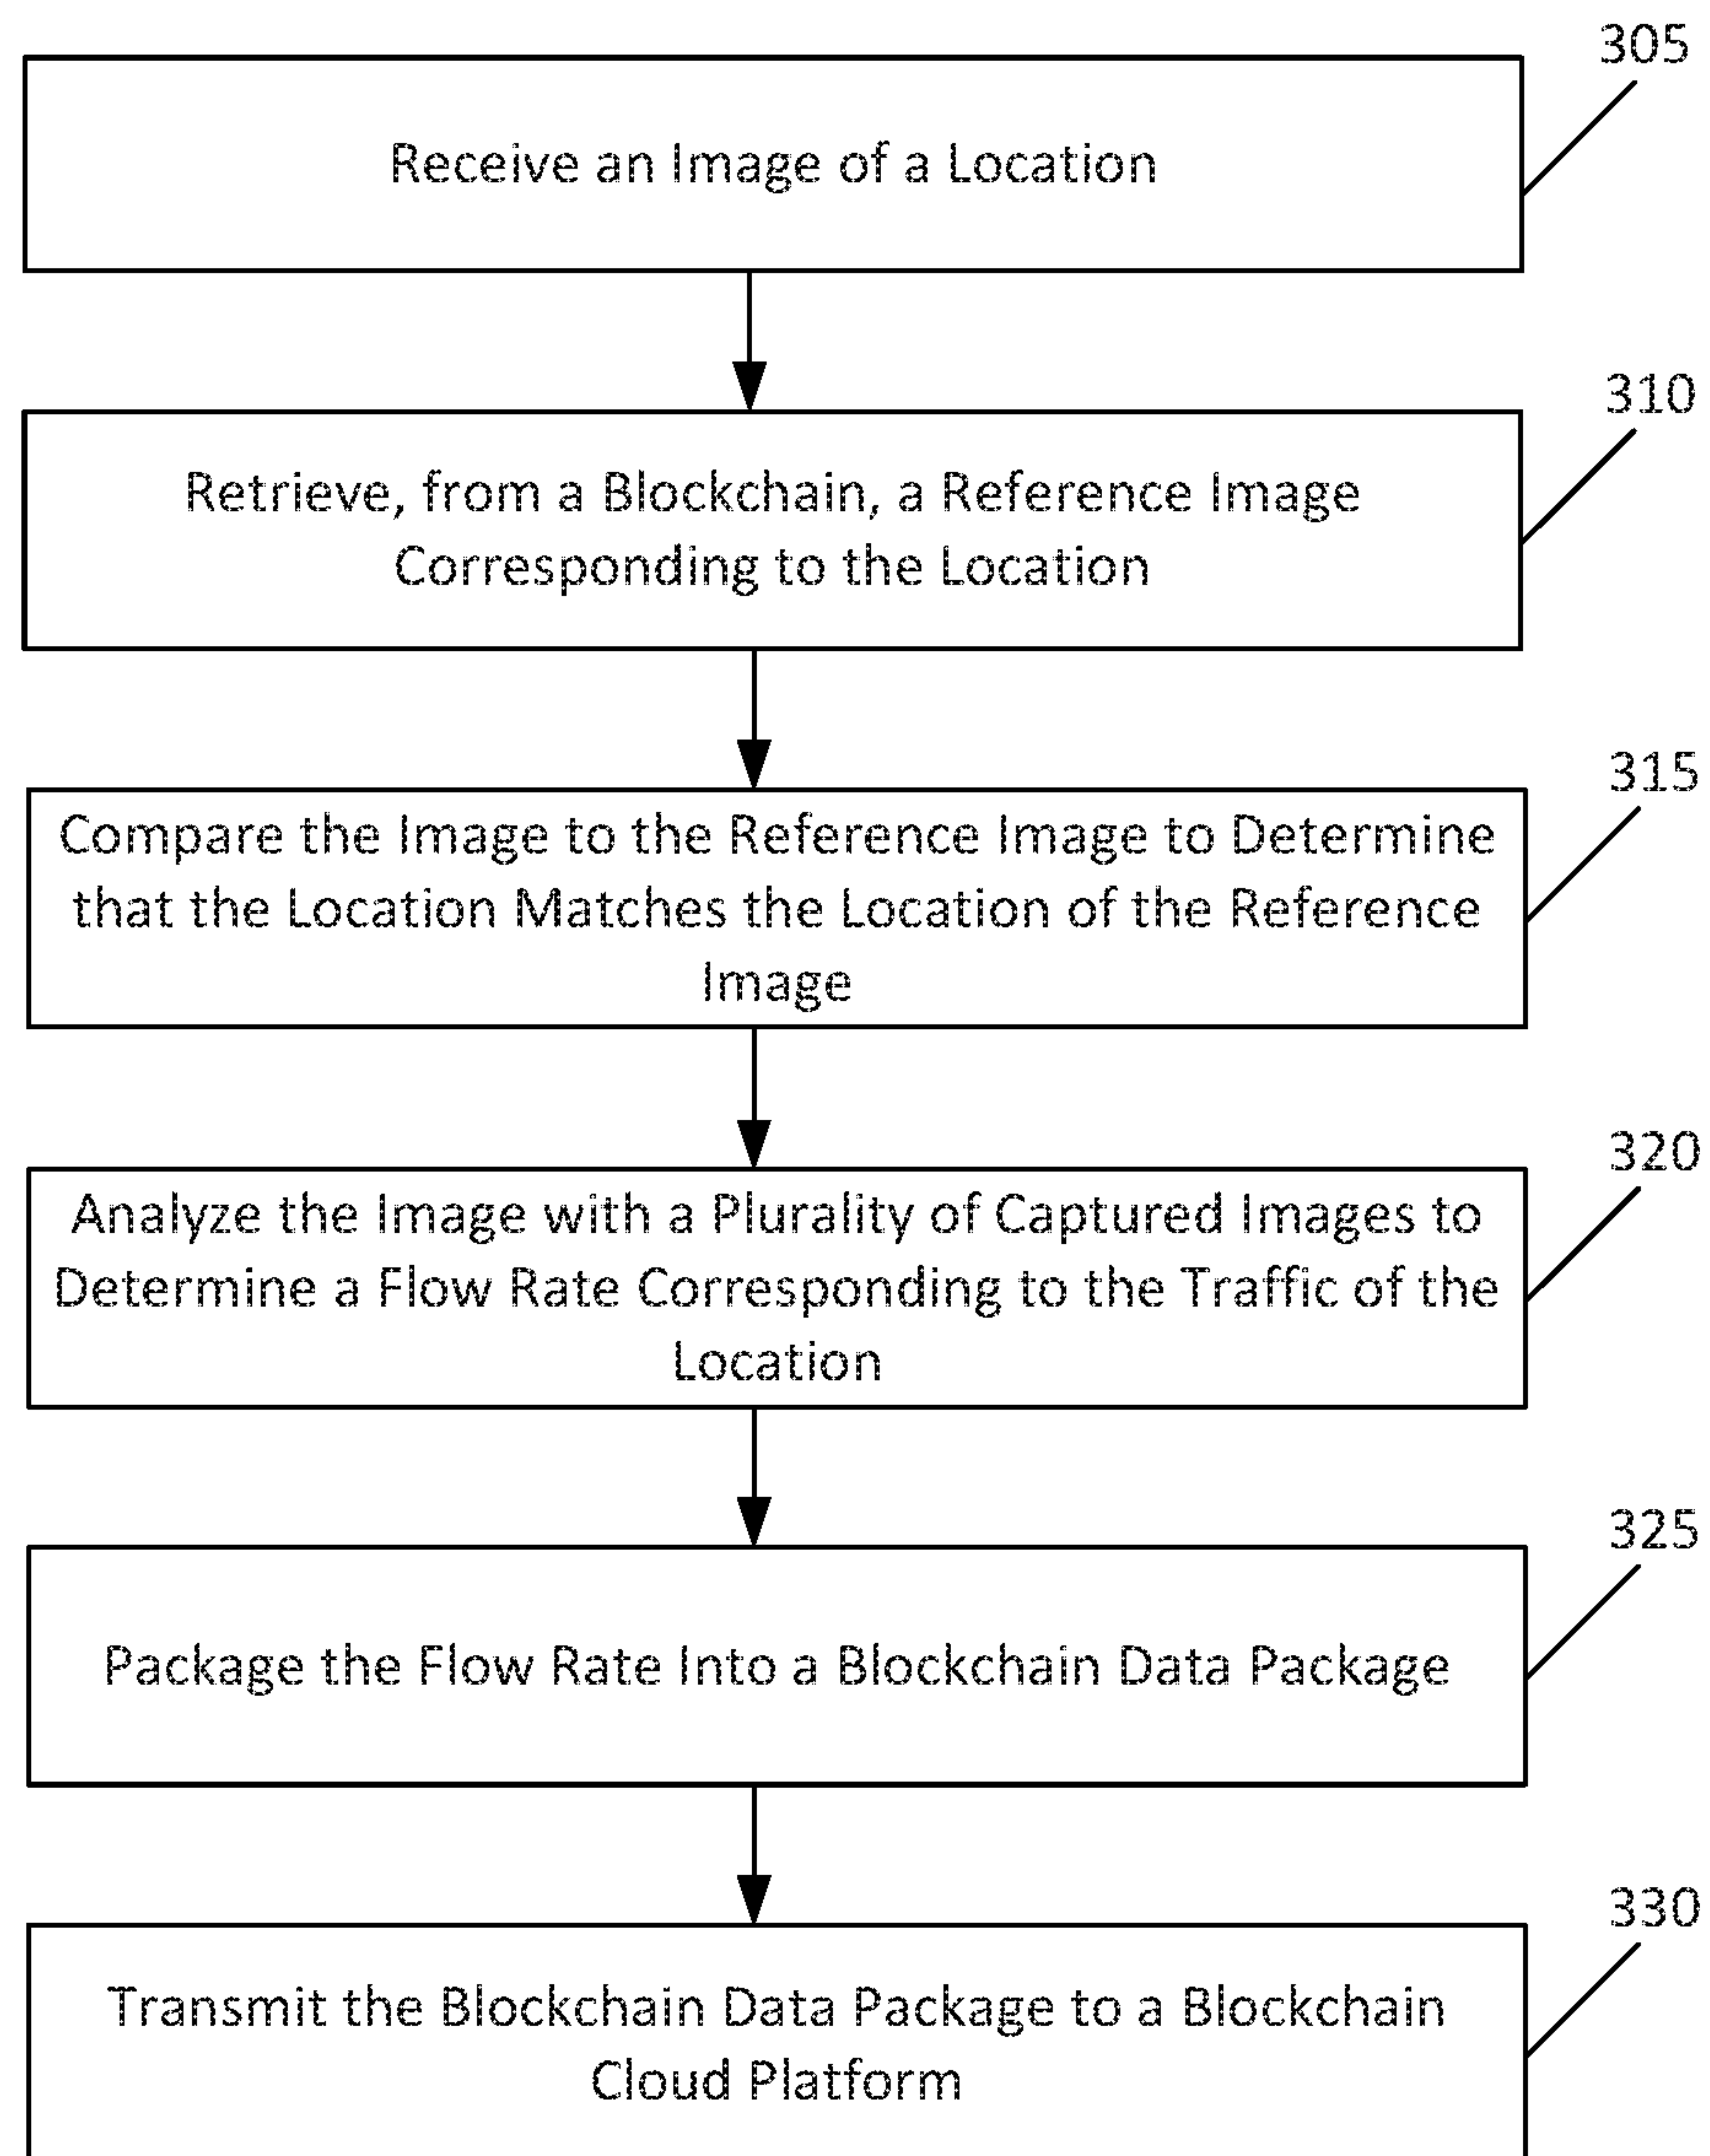 305
Receive an Image of a Location
310
Retrieve, from a Blockchain, a Reference Image
Corresponding to the Location
315
Compare the Image to the Reference Image to Determine
that the Location Matches the Location of the Reference
Image
320
Analyze the Image with a Plurality of Captured Images to
Determine a Flow Rate Corresponding to the Traffic of the
Location
325
Package the Flow Rate Into a Blockchain Data Package
330
Transmit the Blockchain Data Package to a Blockchain
Cloud Platform